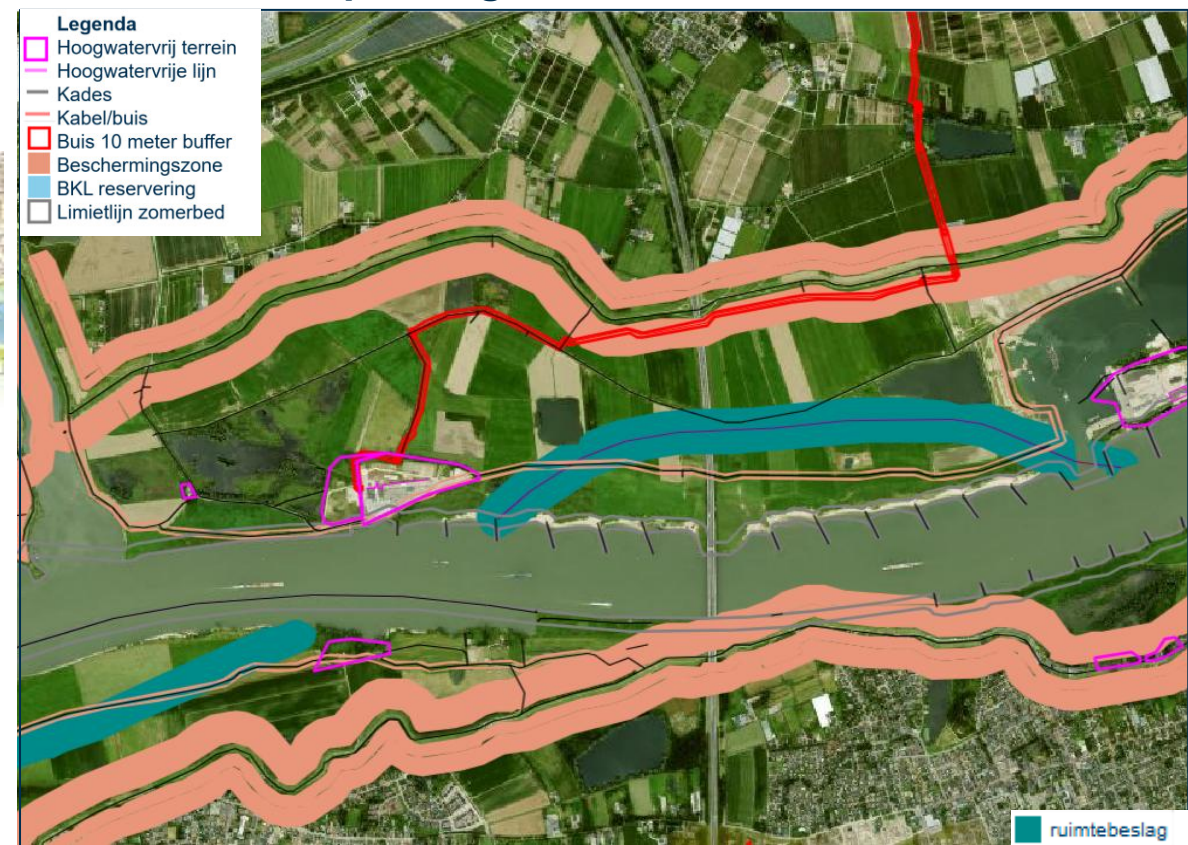 Legenda
Hoogwatervrij terrein
Hoogwatervrije lijn
Kades
Kabel/buis
Buis 10 meter buffer
Beschermingszone
BKL reservering
Limietlijn zomerbed
ruimtebeslag